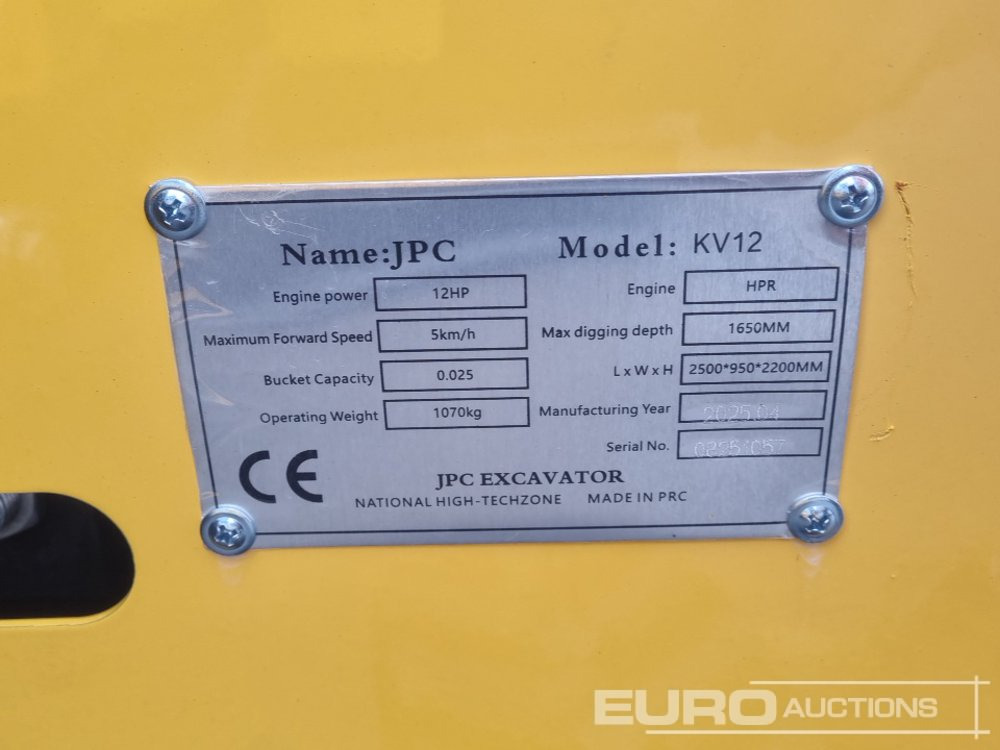 Name:JPC Model: KV12
Engine power 12HP Engine HPR
Maximum Forward Speed 5km/h Max digging depth 1650MM
Bucket Capacity 0.025 L x W x H 2500*950*2200MM
Operating Weight 1070kg Manufacturing Year 2025.04
Serial No.
CE
JPC EXCAVATOR
NATIONAL HIGH-TECHZONE MADE IN PRC
EURO AUCTIONS